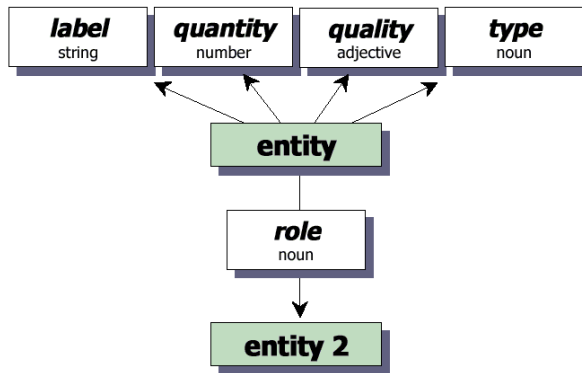 label
string
quantity
number
quality
adjective
type
noun
entity
role
noun
entity 2